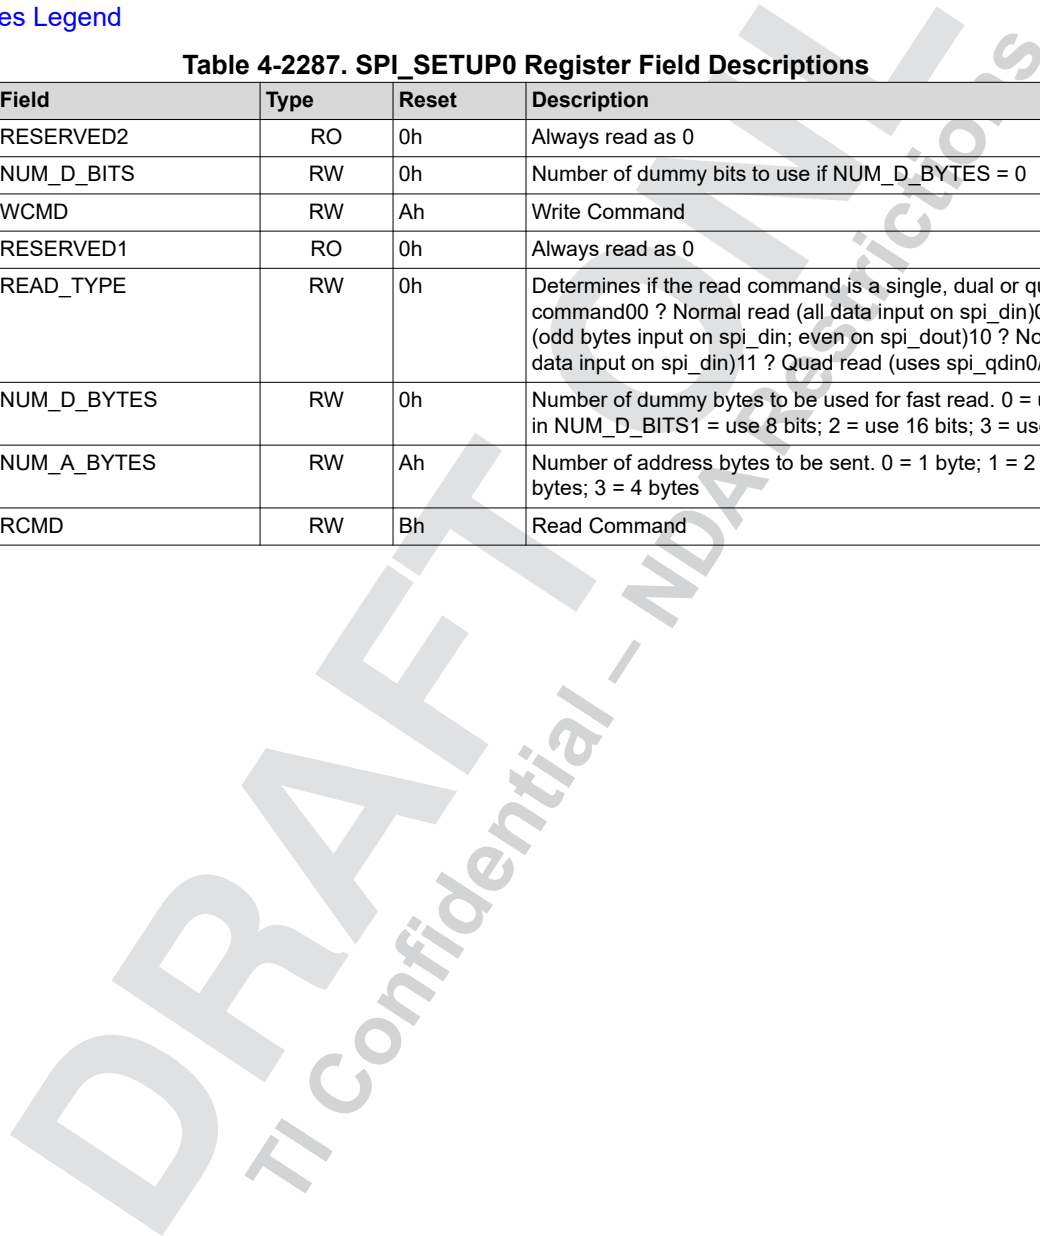 es Legend
Table 4-2287. SPI_SETUP0 Register Field Descriptions
Field Type Reset Description
RESERVED2 RO 0h Always read as 0
NUM_D_BITS RW 0h Number of dummy bits to use if NUM_D_BYTES = 0
WCMD RW Ah Write Command
RESERVED1 RO 0h Always read as 0
READ_TYPE RW 0h Determines if the read command is a single, dual or
command00 ? Normal read (all data input on spi_din)
(odd bytes input on spi_din; even on spi_dout)10 ?
data input on spi_din)11 ? Quad read (uses spi_qdin0/
NUM_D_BYTES RW 0h Number of dummy bytes to be used for fast read. 0 =
in NUM_D_BITS1 = use 8 bits; 2 = use 16 bits; 3 =
NUM_A_BYTES RW Ah Number of address bytes to be sent. 0 = 1 byte; 1 = 2
bytes; 3 = 4 bytes
RCMD RW Bh Read Command
DRAFT
TI Confidential — NDA Restrictions